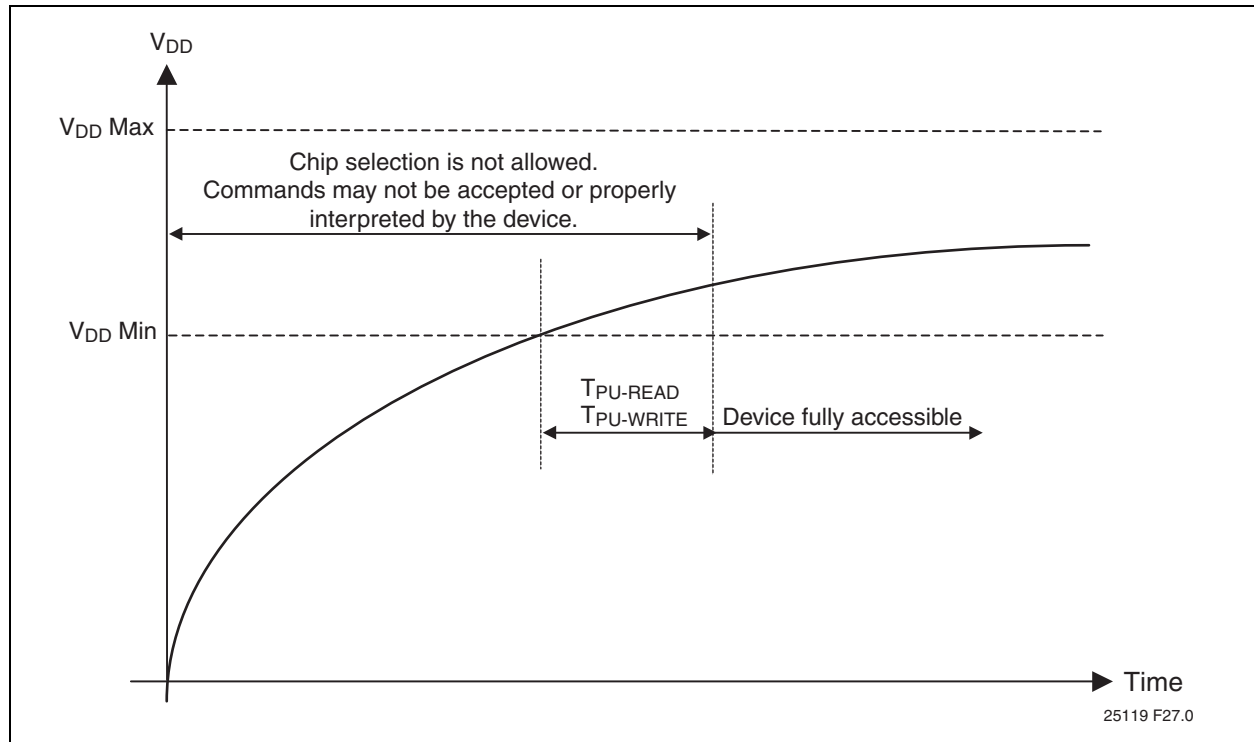 VDD
VDD Max
Chip selection is not allowed.
Commands may not be accepted or properly
interpreted by the device.
VDD Min
TPU-READ
TPU-WRITE
Device fully accessible
Time
25119 F27.0